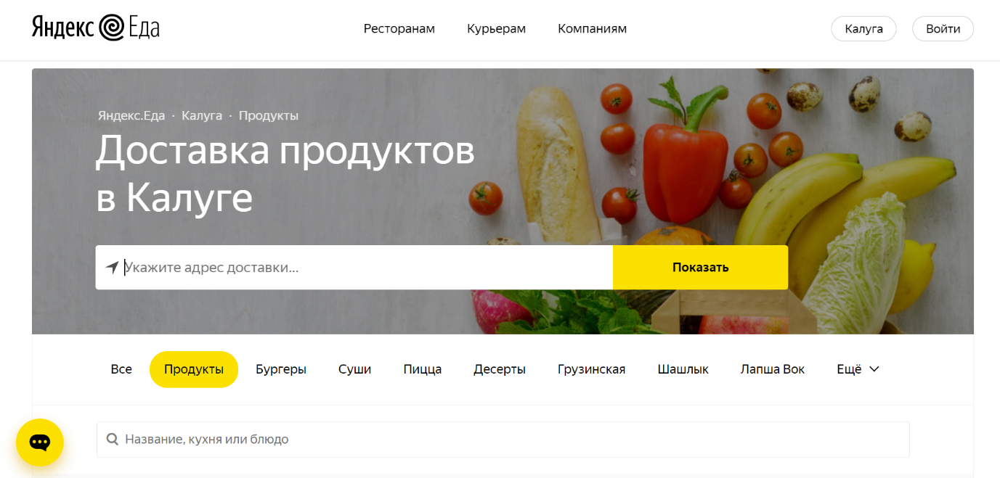 Яндекс Еда
Ресторанам Курьерам Компаниям
Калуга Войти
Яндекс.Еда · Калуга · Продукты
Доставка продуктов
в Калуге
Укажите адрес доставки...
Показать
Все Продукты Бургеры Суши Пицца Десерты Грузинская Шашлык Лапша Вок Ещё
Название, кухня или блюдо